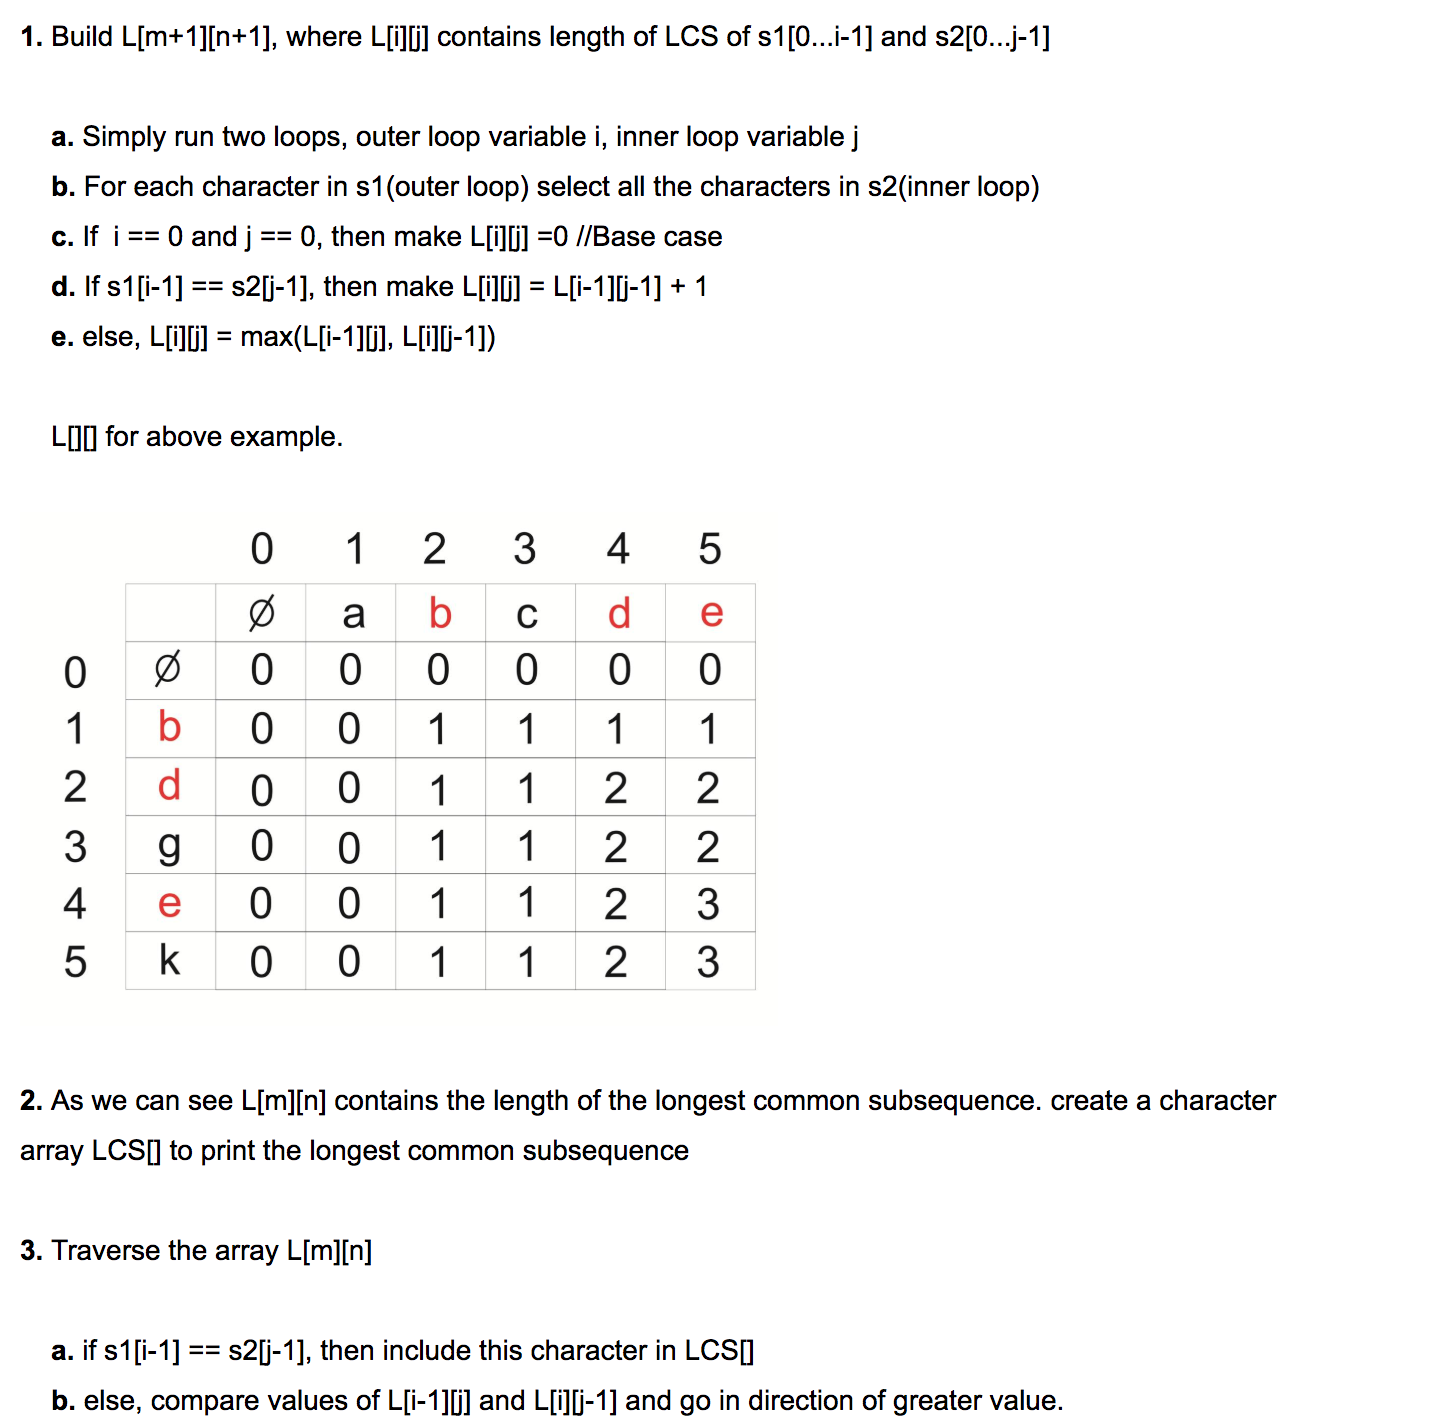 1. Build L[m+1][n+1], where L[i][j] contains length of LCS of s1[0...i-1] and s2[0...j-1]
a. Simply run two loops, outer loop variable i, inner loop variable j
b. For each character in s1(outer loop) select all the characters in s2(inner loop)
c. If  i == 0 and j == 0, then make L[i][j] =0 //Base case
d. If s1[i-1] == s2[j-1], then make L[i][j] = L[i-1][j-1] + 1
e. else, L[i][j] = max(L[i-1][j], L[i][j-1])
L[][] for above example.
0 1 2 3 4 5
Ø a b c d e
0 Ø 0 0 0 0 0 0
1 b 0 0 1 1 1 1
2 d 0 0 1 1 2 2
3 g 0 0 1 1 2 2
4 e 0 0 1 1 2 3
5 k 0 0 1 1 2 3
2. As we can see L[m][n] contains the length of the longest common subsequence. create a character
array LCS[] to print the longest common subsequence
3. Traverse the array L[m][n]
a. if s1[i-1] == s2[j-1], then include this character in LCS[]
b. else, compare values of L[i-1][j] and L[i][j-1] and go in direction of greater value.